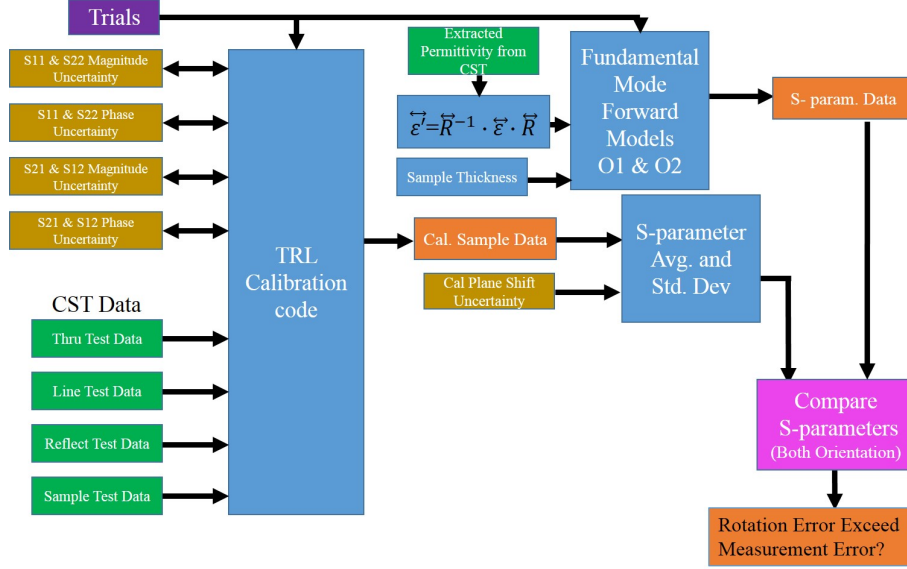 Trials
S11 & S22 Magnitude
Uncertainty
S11 & S22 Phase
Uncertainty
S21 & S12 Magnitude
Uncertainty
S21 & S12 Phase
Uncertainty
CST Data
Thru Test Data
Line Test Data
Reflect Test Data
Sample Test Data
TRL
Calibration
code
Extracted
Permittivity from
CST
ε⃡′=R⃡⁻¹ · ε⃡ · R⃡
Sample Thickness
Fundamental
Mode
Forward
Models
O1 & O2
S- param. Data
Cal. Sample Data
Cal Plane Shift
Uncertainty
S-parameter
Avg. and
Std. Dev
Compare
S-parameters
(Both Orientation)
Rotation Error Exceed
Measurement Error?